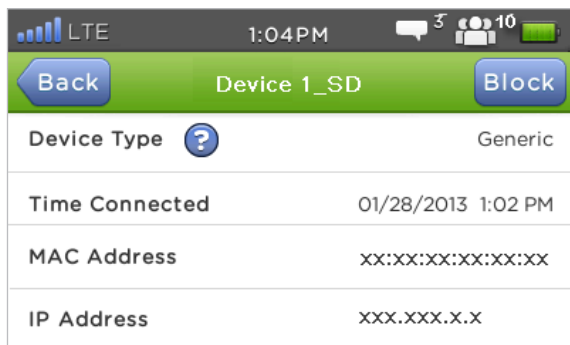 LTE 1:04PM 3 10
Back Device 1_SD Block
Device Type ? Generic
Time Connected 01/28/2013 1:02 PM
MAC Address xx:xx:xx:xx:xx:xx
IP Address xxx.xxx.x.x